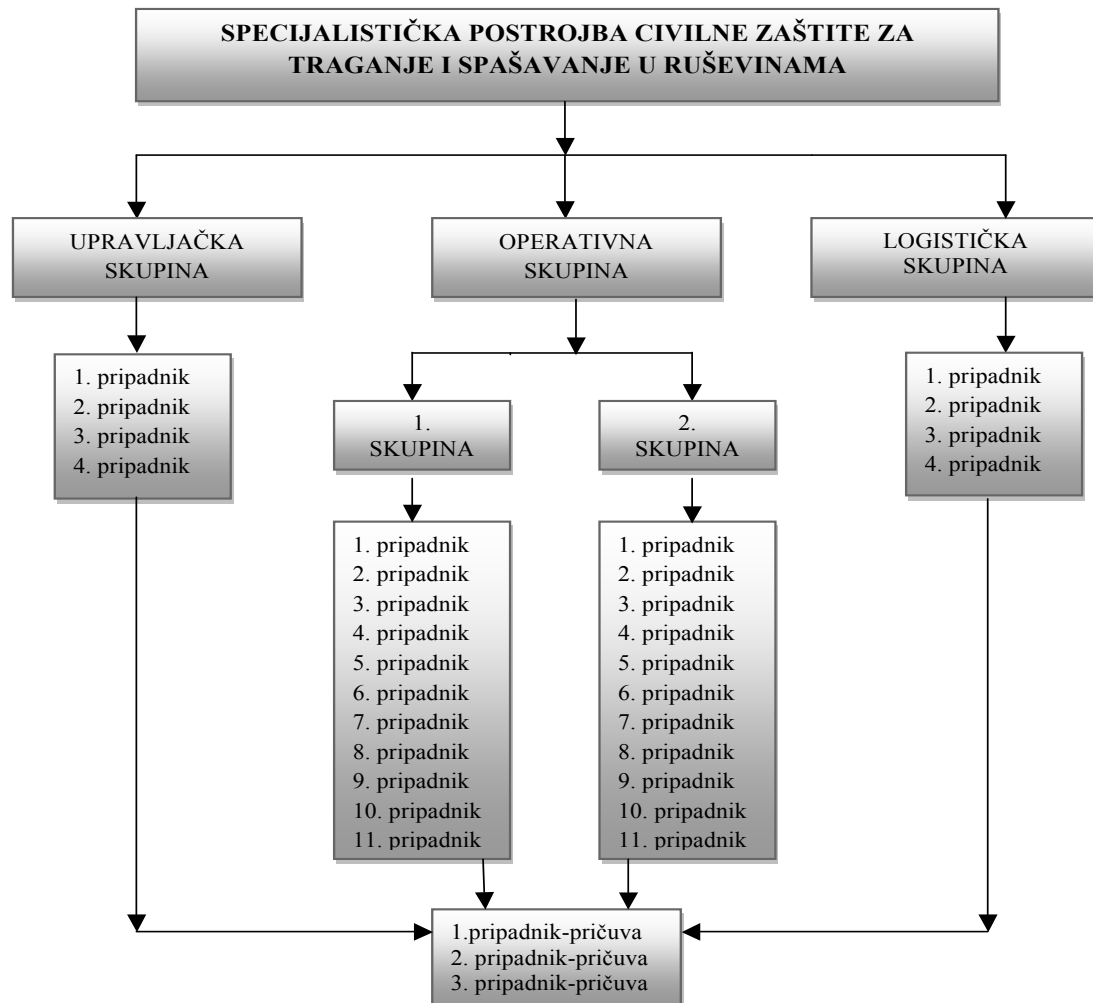 SPECIJALISTIČKA POSTROJBA CIVILNE ZAŠTITE ZA
TRAGANJE I SPAŠAVANJE U RUŠEVINAMA
UPRAVLJAČKA
SKUPINA
OPERATIVNA
SKUPINA
LOGISTIČKA
SKUPINA
1. pripadnik
2. pripadnik
3. pripadnik
4. pripadnik
1. pripadnik
2. pripadnik
3. pripadnik
4. pripadnik
1.
SKUPINA
2.
SKUPINA
1. pripadnik
2. pripadnik
3. pripadnik
4. pripadnik
5. pripadnik
6. pripadnik
7. pripadnik
8. pripadnik
9. pripadnik
10. pripadnik
11. pripadnik
1. pripadnik
2. pripadnik
3. pripadnik
4. pripadnik
5. pripadnik
6. pripadnik
7. pripadnik
8. pripadnik
9. pripadnik
10. pripadnik
11. pripadnik
1.pripadnik-pričuva
2. pripadnik-pričuva
3. pripadnik-pričuva